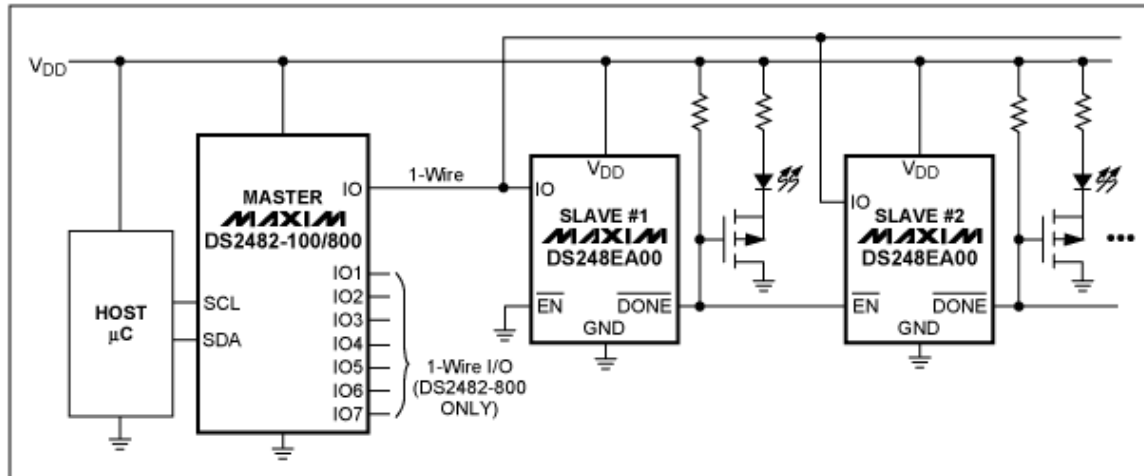 VDD
1-Wire
IO
MASTER
MAXIM
DS2482-100/800
IO1
IO2
IO3
IO4
IO5
IO6
IO7
SCL
SDA
HOST
µC
1-Wire I/O
(DS2482-800
ONLY)
IO
VDD
SLAVE #1
MAXIM
DS248EA00
EN
DONE
GND
IO
VDD
SLAVE #2
MAXIM
DS248EA00
EN
DONE
GND